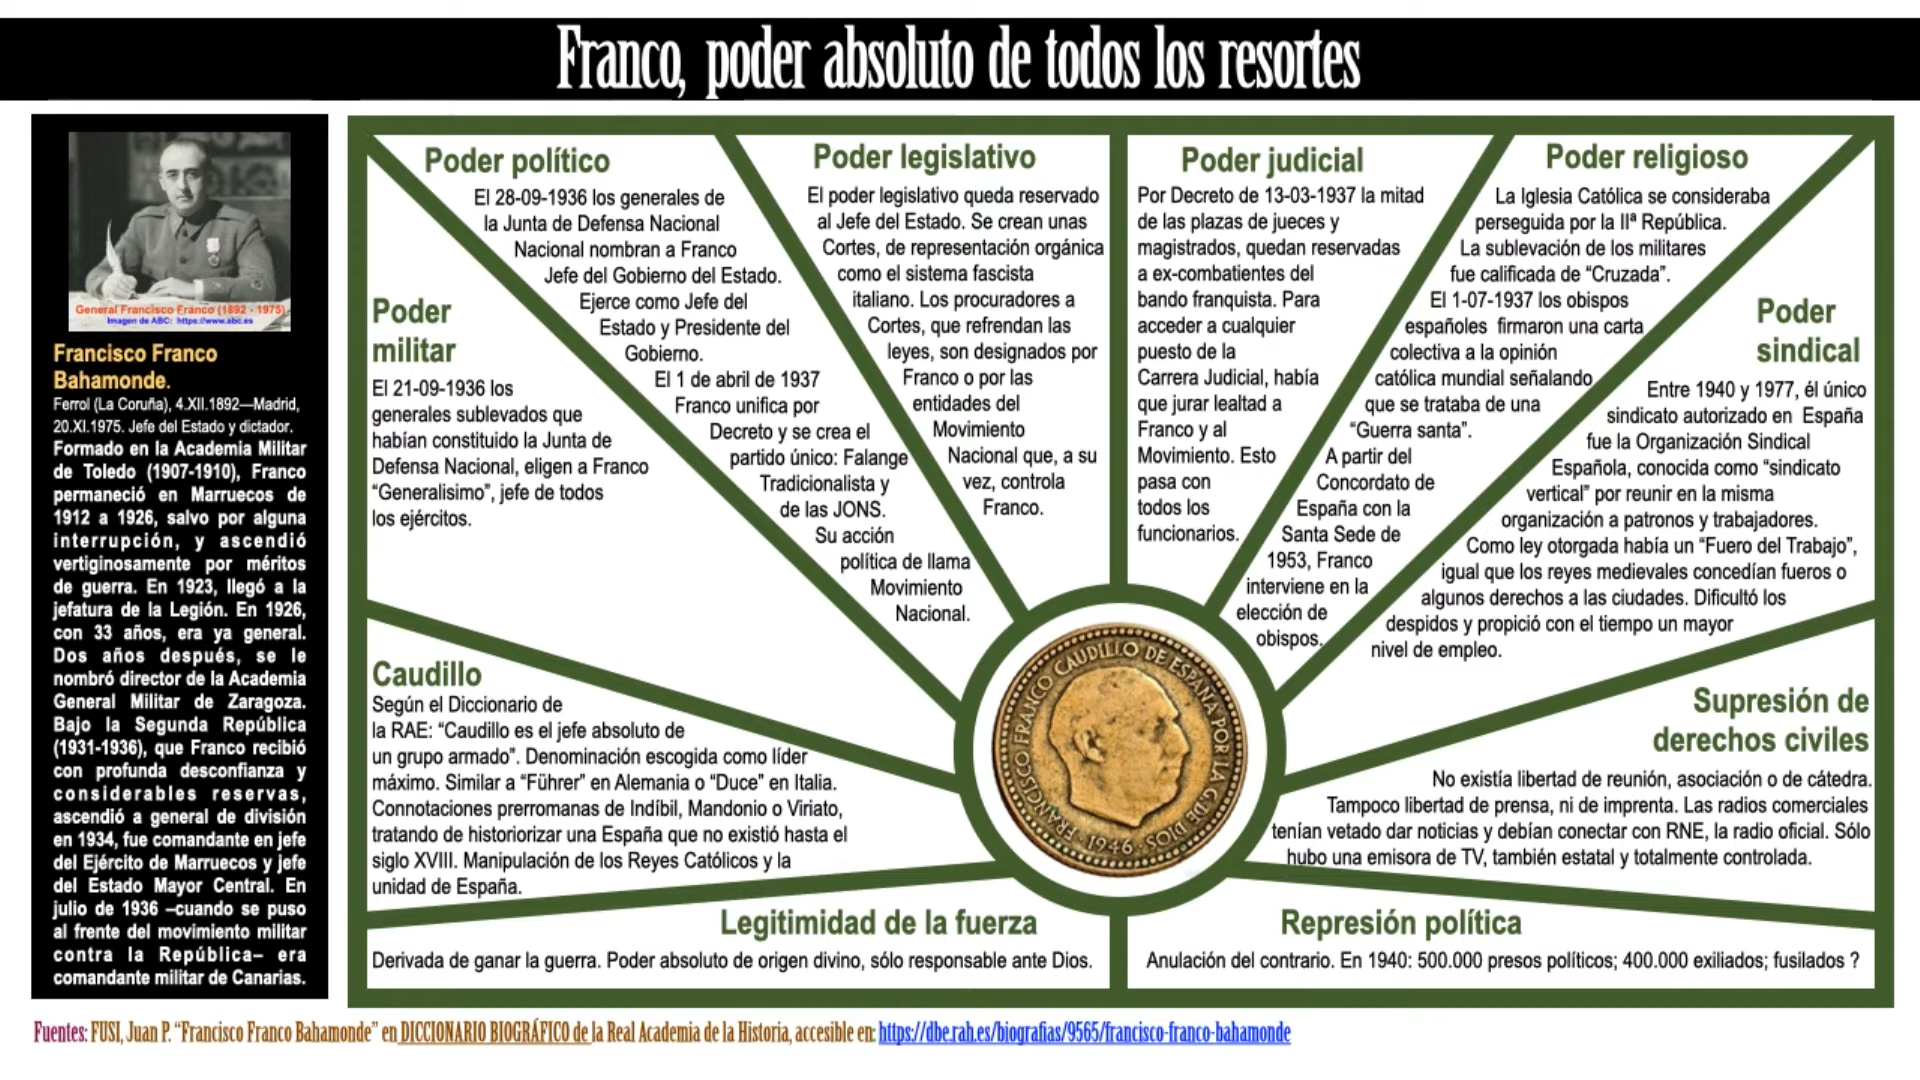 Franco, poder absoluto de todos los resortes
General Francisco Franco (1892 - 1975)
Imagen de ABC: https://www.abc.es
Francisco Franco
Bahamonde.
Ferrol (La Coruña), 4.XII.1892—Madrid,
20.XI.1975. Jefe del Estado y dictador.
Formado en la Academia Militar
de Toledo (1907-1910), Franco
permaneció en Marruecos de
1912 a 1926, salvo por alguna
interrupción, y ascendió
vertiginosamente por méritos
de guerra. En 1923, llegó a la
jefatura de la Legión. En 1926,
con 33 años, era ya general.
Dos años después, se le
nombró director de la Academia
General Militar de Zaragoza.
Bajo la Segunda República
(1931-1936), que Franco recibió
con profunda desconfianza y
considerables reservas,
ascendió a general de división
en 1934, fue comandante en jefe
del Ejército de Marruecos y jefe
del Estado Mayor Central. En
julio de 1936 –cuando se puso
al frente del movimiento militar
contra la República– era
comandante militar de Canarias.
Poder militar
El 21-09-1936 los
generales sublevados que
habían constituido la Junta de
Defensa Nacional, eligen a Franco
“Generalisimo”, jefe de todos
los ejércitos.
Poder político
El 28-09-1936 los generales de
la Junta de Defensa Nacional
Nacional nombran a Franco
Jefe del Gobierno del Estado.
Ejerce como Jefe del
Estado y Presidente del
Gobierno.
El 1 de abril de 1937
Franco unifica por
Decreto y se crea el
partido único: Falange
Tradicionalista y
de las JONS.
Su acción
política de llama
Movimiento
Nacional.
Poder legislativo
El poder legislativo queda reservado
al Jefe del Estado. Se crean unas
Cortes, de representación orgánica
como el sistema fascista
italiano. Los procuradores a
Cortes, que refrendan las
leyes, son designados por
Franco o por las
entidades del
Movimiento
Nacional que, a su
vez, controla
Franco.
Poder judicial
Por Decreto de 13-03-1937 la mitad
de las plazas de jueces y
magistrados, quedan reservadas
a ex-combatientes del
bando franquista. Para
acceder a cualquier
puesto de la
Carrera Judicial, había
que jurar lealtad a
Franco y al
Movimiento. Esto
pasa con
todos los
funcionarios.
Poder religioso
La Iglesia Católica se consideraba
perseguida por la IIª República.
La sublevación de los militares
fue calificada de “Cruzada”.
El 1-07-1937 los obispos
españoles firmaron una carta
colectiva a la opinión
católica mundial señalando
que se trataba de una
“Guerra santa”.
A partir del
Concordato de
España con la
Santa Sede de
1953, Franco
interviene en la
elección de
obispos.
Poder
sindical
Entre 1940 y 1977, él único
sindicato autorizado en España
fue la Organización Sindical
Española, conocida como “sindicato
vertical” por reunir en la misma
organización a patronos y trabajadores.
Como ley otorgada había un “Fuero del Trabajo”,
igual que los reyes medievales concedían fueros o
algunos derechos a las ciudades. Dificultó los
despidos y propició con el tiempo un mayor
nivel de empleo.
Caudillo
Según el Diccionario de
la RAE: “Caudillo es el jefe absoluto de
un grupo armado”. Denominación escogida como líder
máximo. Similar a “Führer” en Alemania o “Duce” en Italia.
Connotaciones prerromanas de Indíbil, Mandonio o Viriato,
tratando de historiorizar una España que no existió hasta el
siglo XVIII. Manipulación de los Reyes Católicos y la
unidad de España.
FRANCISCO FRANCO CAUDILLO DE ESPAÑA POR LA G. DE DIOS
1946
Supresión de
derechos civiles
No existía libertad de reunión, asociación o de cátedra.
Tampoco libertad de prensa, ni de imprenta. Las radios comerciales
tenían vetado dar noticias y debían conectar con RNE, la radio oficial. Sólo
hubo una emisora de TV, también estatal y totalmente controlada.
Legitimidad de la fuerza
Derivada de ganar la guerra. Poder absoluto de origen divino, sólo responsable ante Dios.
Represión política
Anulación del contrario. En 1940: 500.000 presos políticos; 400.000 exiliados; fusilados ?
Fuentes: FUSI, Juan P. “Francisco Franco Bahamonde” en DICCIONARIO BIOGRÁFICO de la Real Academia de la Historia, accesible en: https://dbe.rah.es/biografias/9565/francisco-franco-bahamonde